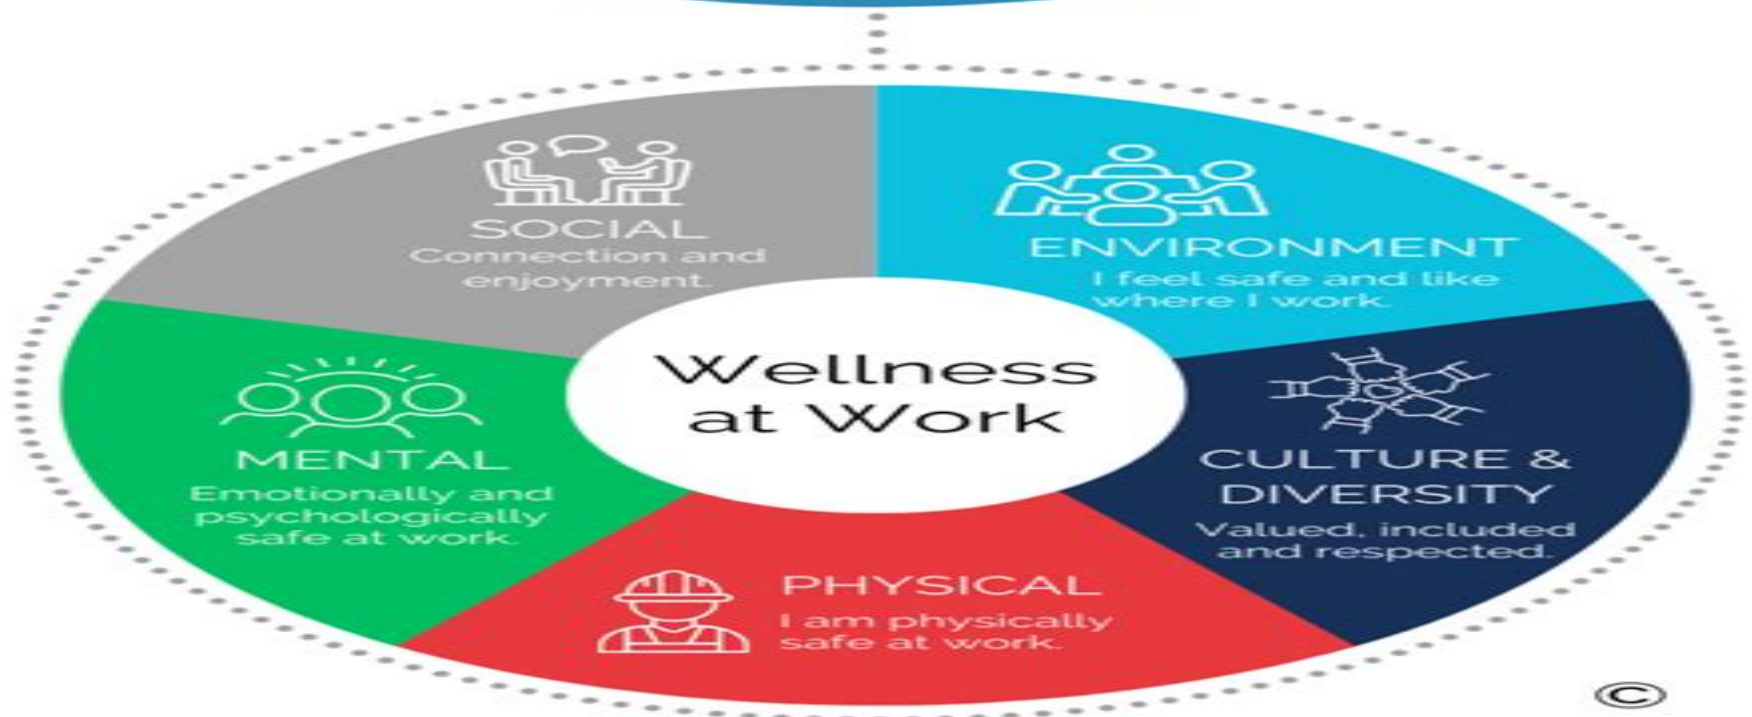 SOCIAL
Connection and
enjoyment.
ENVIRONMENT
I feel safe and like
where I work.
Wellness
at Work
MENTAL
Emotionally and
psychologically
safe at work.
CULTURE &
DIVERSITY
Valued, included
and respected.
PHYSICAL
I am physically
safe at work.
©